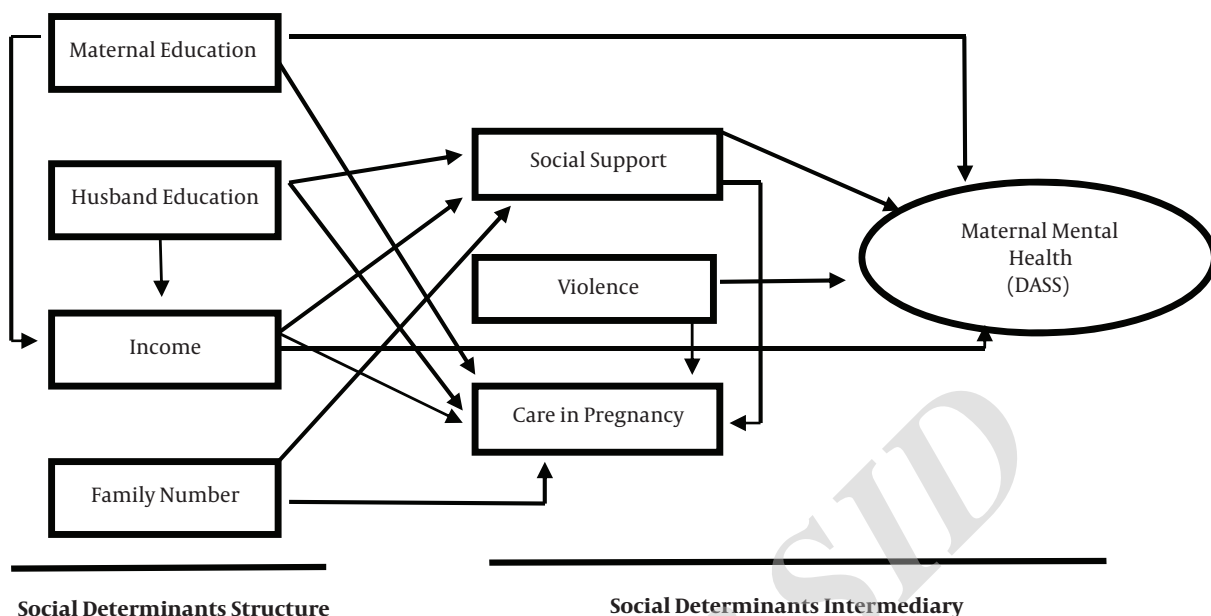 Maternal Education
Husband Education
Income
Family Number
Social Support
Violence
Care in Pregnancy
Maternal Mental
Health
(DASS)
SID
Social Determinants Structure
Social Determinants Intermediary